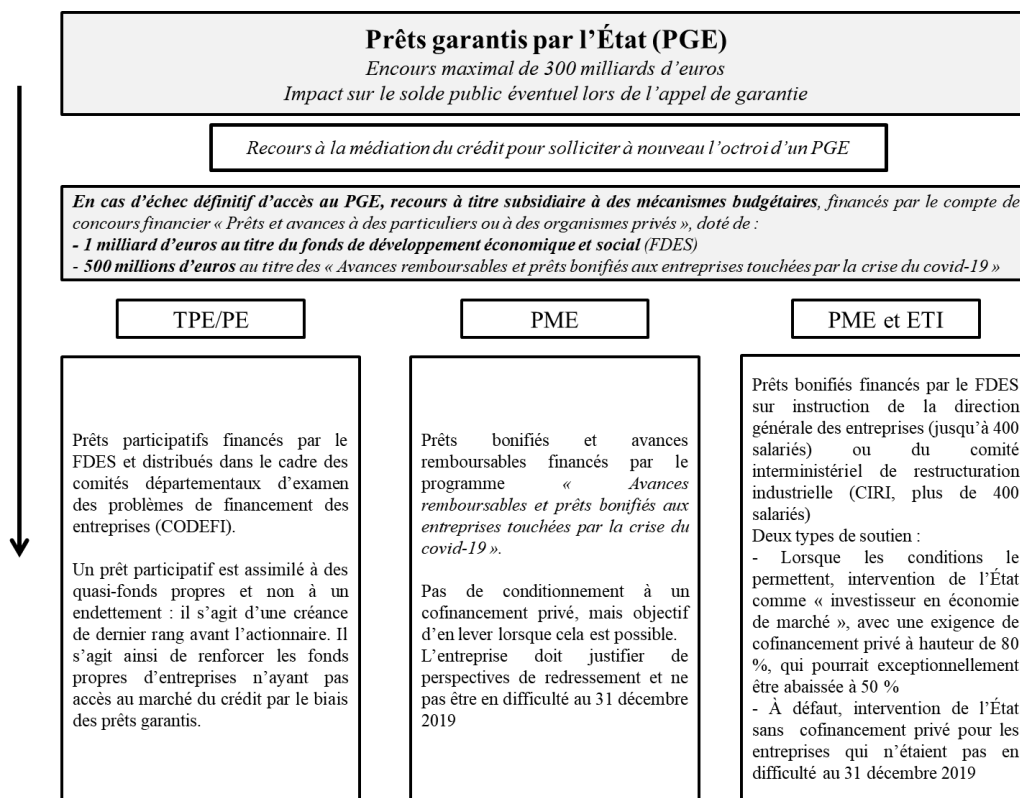 Prêts garantis par l'État (PGE)
Encours maximal de 300 milliards d'euros
Impact sur le solde public éventuel lors de l'appel de garantie
Recours à la médiation du crédit pour solliciter à nouveau l'octroi d'un PGE
En cas d'échec définitif d'accès au PGE, recours à titre subsidiaire à des mécanismes budgétaires, financés par le compte de
concours financier « Prêts et avances à des particuliers ou à des organismes privés », doté de :
- 1 milliard d'euros au titre du fonds de développement économique et social (FDES)
- 500 millions d'euros au titre des « Avances remboursables et prêts bonifiés aux entreprises touchées par la crise du covid-19 »
TPE/PE
Prêts participatifs financés par le
FDES et distribués dans le cadre des
comités départementaux d'examen
des problèmes de financement des
entreprises (CODEFI).
Un prêt participatif est assimilé à des
quasi-fonds propres et non à un
endettement : il s'agit d'une créance
de dernier rang avant l'actionnaire. Il
s'agit ainsi de renforcer les fonds
propres d'entreprises n'ayant pas
accès au marché du crédit par le biais
des prêts garantis.
PME
Prêts bonifiés et avances
remboursables financés par le
programme « Avances
remboursables et prêts bonifiés aux
entreprises touchées par la crise du
covid-19 ».
Pas de conditionnement à un
cofinancement privé, mais objectif
d'en lever lorsque cela est possible.
L'entreprise doit justifier de
perspectives de redressement et ne
pas être en difficulté au 31 décembre
2019
PME et ETI
Prêts bonifiés financés par le FDES
sur instruction de la direction
générale des entreprises (jusqu'à 400
salariés) ou du comité
interministériel de restructuration
industrielle (CIRI, plus de 400
salariés)
Deux types de soutien :
- Lorsque les conditions le
permettent, intervention de l'État
comme « investisseur en économie
de marché », avec une exigence de
cofinancement privé à hauteur de 80
%, qui pourrait exceptionnellement
être abaissée à 50 %
- À défaut, intervention de l'État
sans cofinancement privé pour les
entreprises qui n'étaient pas en
difficulté au 31 décembre 2019